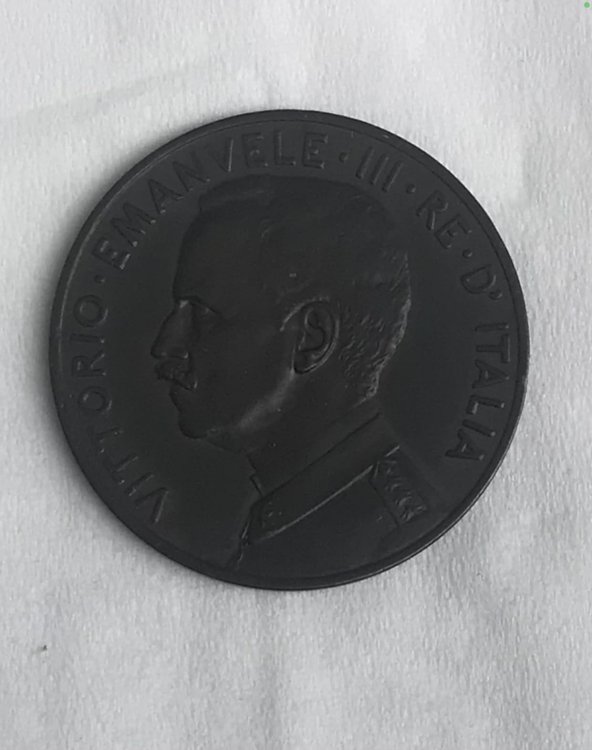 VITTORIO · EMANVELE · III · RE · D' ITALIA